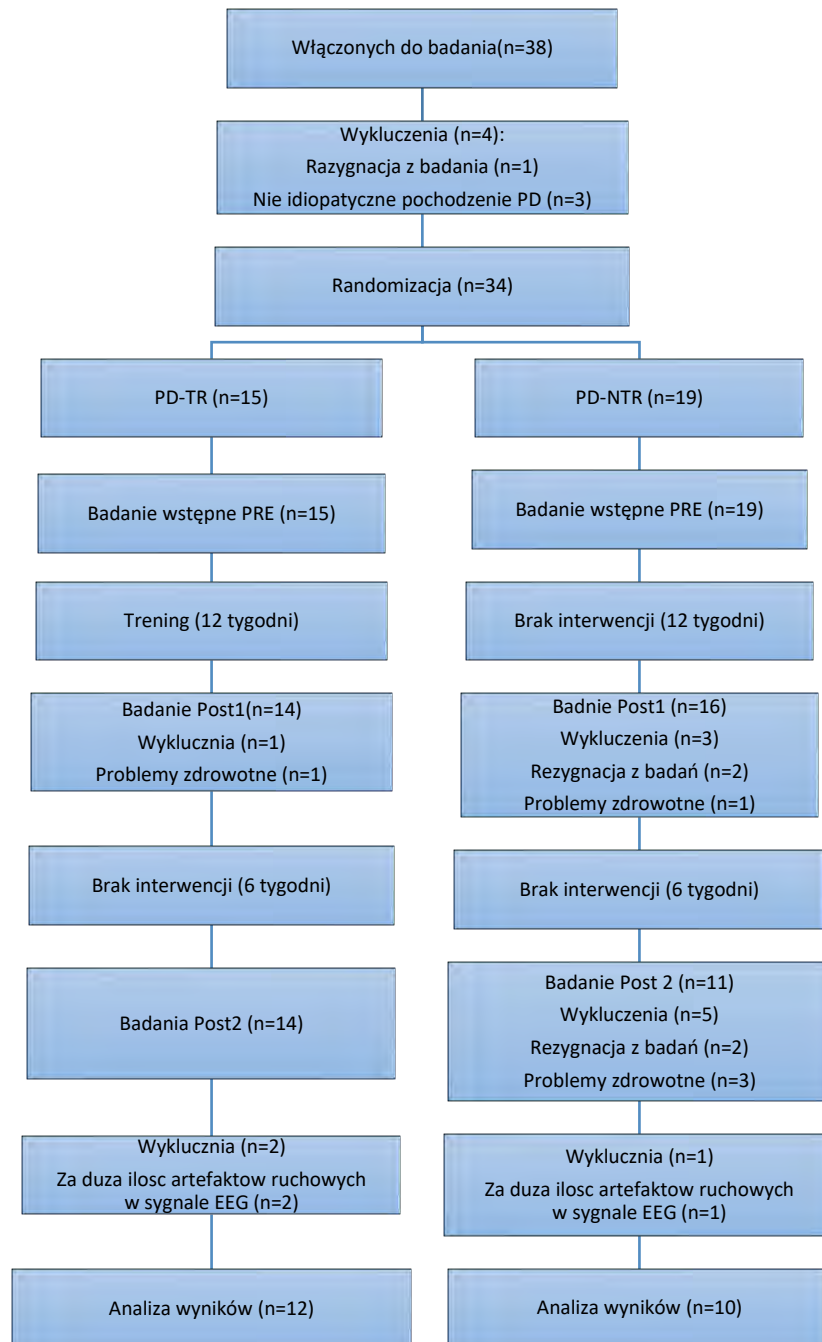 Włączonych do badania(n=38)
Wykluczenia (n=4):
Razygnacja z badania (n=1)
Nie idiopatyczne pochodzenie PD (n=3)
Randomizacja (n=34)
PD-TR (n=15)
PD-NTR (n=19)
Badanie wstępne PRE (n=15)
Badanie wstępne PRE (n=19)
Trening (12 tygodni)
Brak interwencji (12 tygodni)
Badanie Post1(n=14)
Wyklucznia (n=1)
Problemy zdrowotne (n=1)
Badnie Post1 (n=16)
Wykluczenia (n=3)
Rezygnacja z badań (n=2)
Problemy zdrowotne (n=1)
Brak interwencji (6 tygodni)
Brak interwencji (6 tygodni)
Badania Post2 (n=14)
Badanie Post 2 (n=11)
Wykluczenia (n=5)
Rezygnacja z badań (n=2)
Problemy zdrowotne (n=3)
Wyklucznia (n=2)
Za duza ilosc artefaktow ruchowych
w sygnale EEG (n=2)
Wyklucznia (n=1)
Za duza ilosc artefaktow ruchowych
w sygnale EEG (n=1)
Analiza wyników (n=12)
Analiza wyników (n=10)